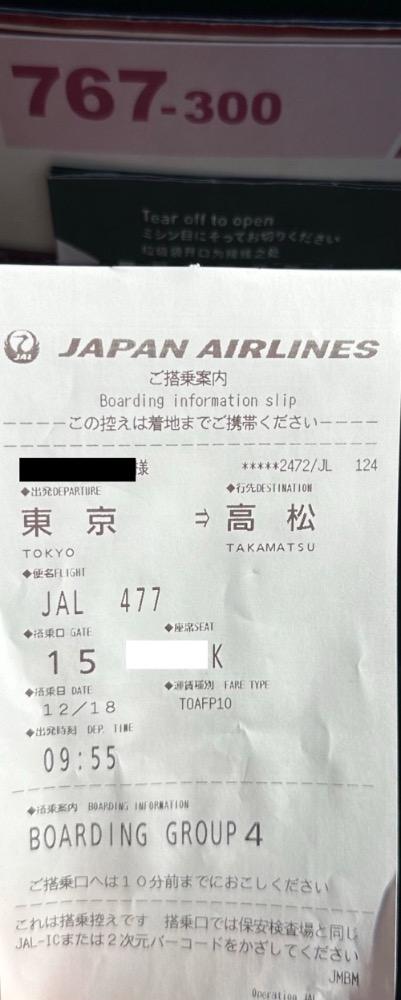 767-300
Tear off to open
ミシン目にそってお切りください
JAL JAPAN AIRLINES
ご搭乗案内
Boarding information slip
この控えは着地までご携帯ください
様 *****2472/JL 124
◆出発DEPARTURE ◆行先DESTINATION
東京 ⇨ 高松
TOKYO TAKAMATSU
◆便名FLIGHT
JAL 477
◆搭乗口 GATE ◆座席SEAT
15 K
◆搭乗日 DATE ◆運賃種別 FARE TYPE
12/18 TOAFP10
◆出発時刻 DEP. TIME
09:55
◆搭乗案内 BOARDING INFORMATION
BOARDING GROUP 4
ご搭乗口へは10分前までにおこしください
これは搭乗控えです 搭乗口では保安検査場と同じ
JAL-ICまたは2次元バーコードをかざしてください
JMBM